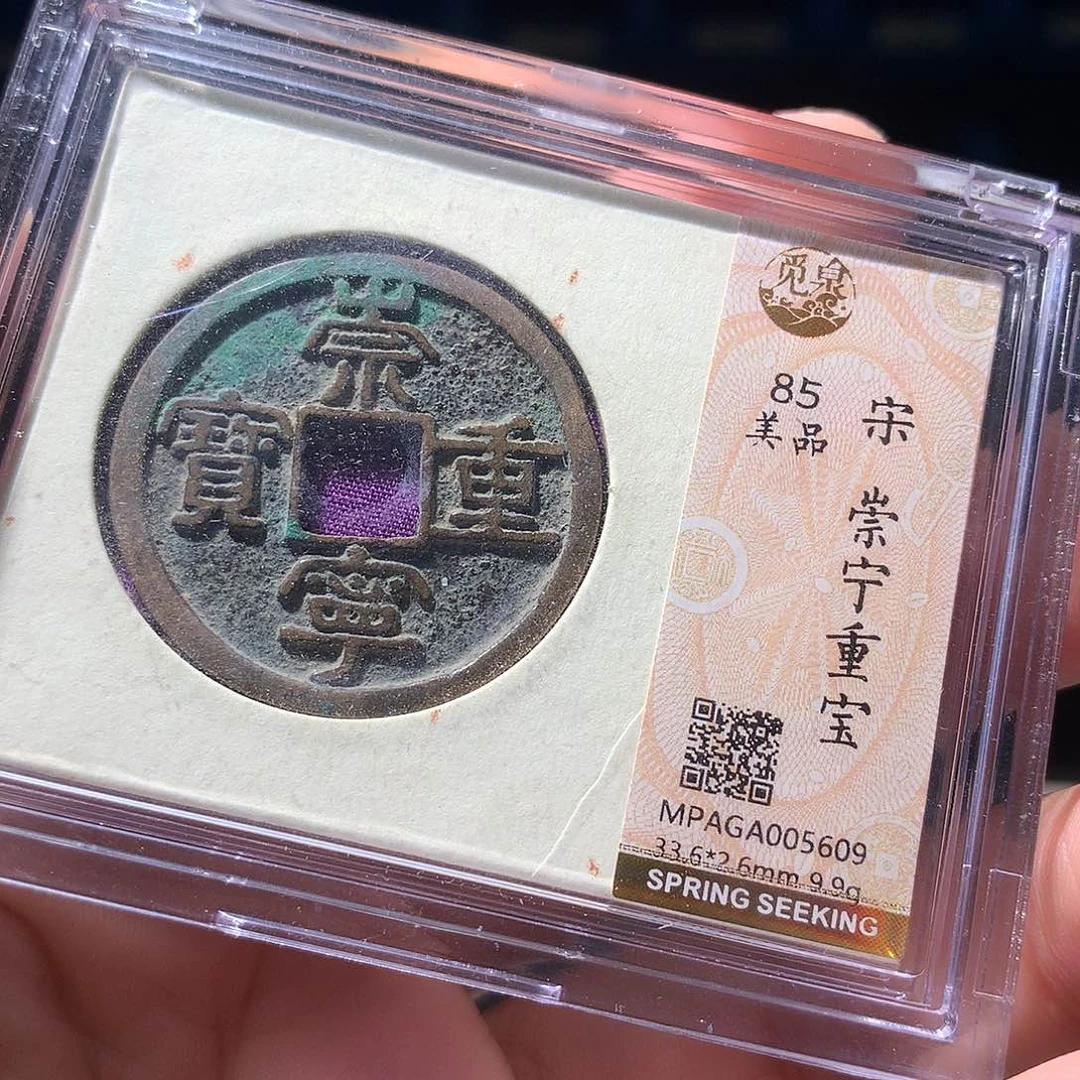 崇
重
寧
寶
觅泉
85
美品
宋 崇宁重宝
MPAGA005609
33.6*2.6mm 9.9g
SPRING SEEKING